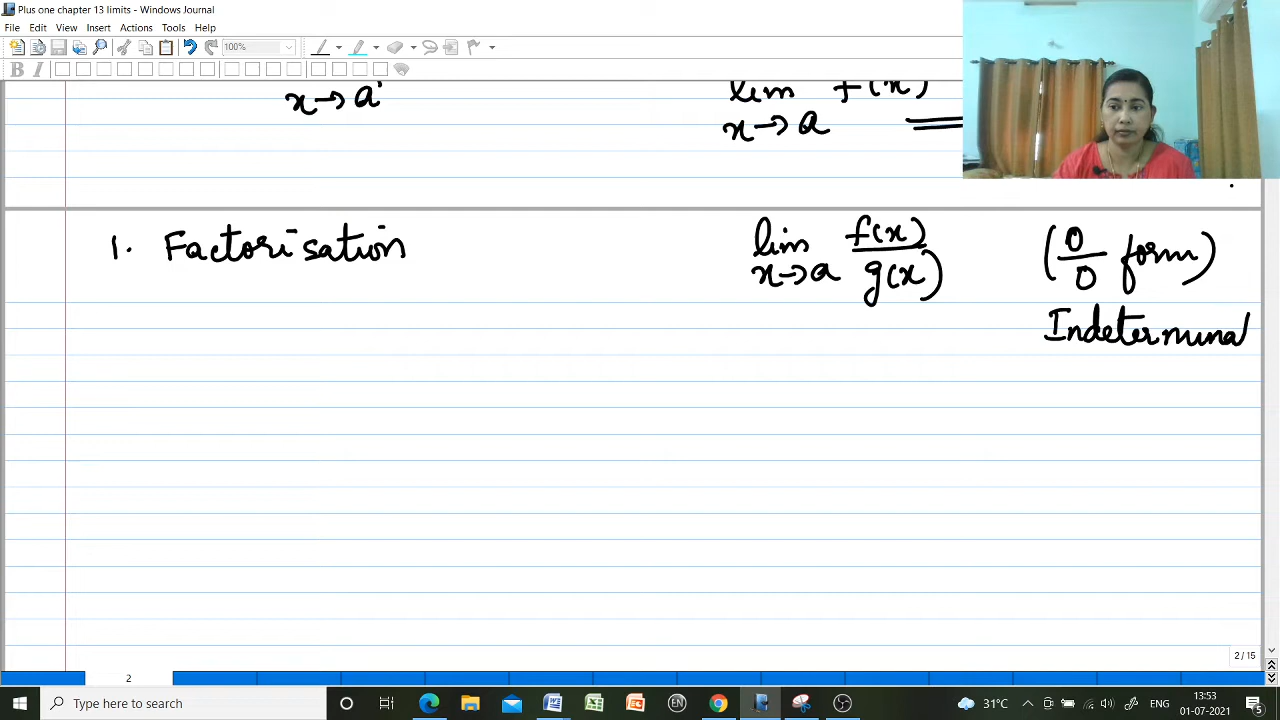 Plus one chapter 13 limits - Windows Journal
File Edit View Insert Actions Tools Help
100%
B I
x→a
lim f(x)
x→a
1. Factorisation
lim f(x)
x→a g(x)
(0/0 form)
Indeterminat
2 / 15
2
Type here to search
31°C
ENG
13:53
01-07-2021